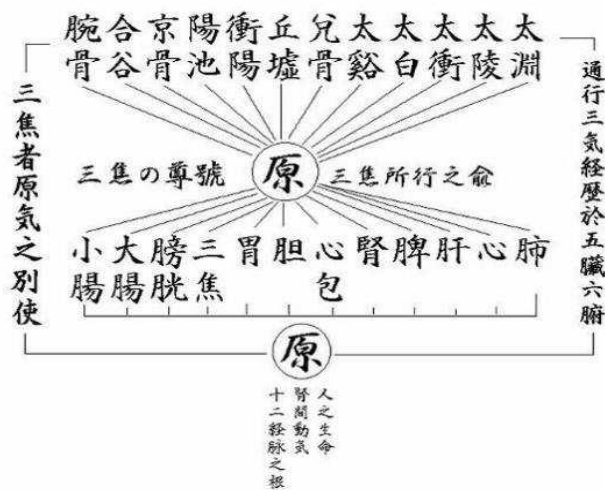 通行三気経歴於五臟六腑
太淵
太陵
太衝
太白
太谿
兌骨
丘墟
衝陽
陽池
京骨
合谷
腕骨
三焦の尊號
原
三焦所行之兪
肺
心
肝
脾
腎
心包
胆
胃
三焦
膀胱
大腸
小腸
三焦者原気之別使
原
人之生命
腎間動気
十二経脉之根